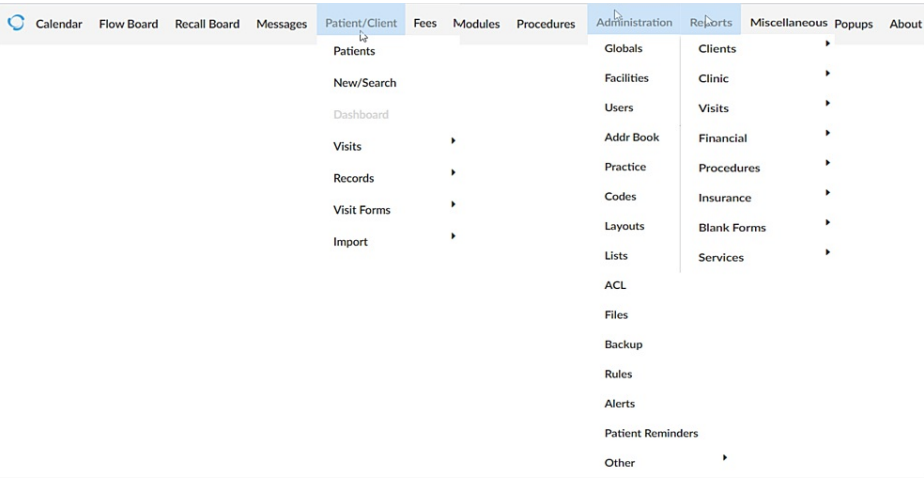 Calendar Flow Board Recall Board Messages Patient/Client Fees Modules Procedures Administration Reports Miscellaneous Popups About
Patients
New/Search
Dashboard
Visits
Records
Visit Forms
Import
Globals
Facilities
Users
Addr Book
Practice
Codes
Layouts
Lists
ACL
Files
Backup
Rules
Alerts
Patient Reminders
Other
Clients
Clinic
Visits
Financial
Procedures
Insurance
Blank Forms
Services